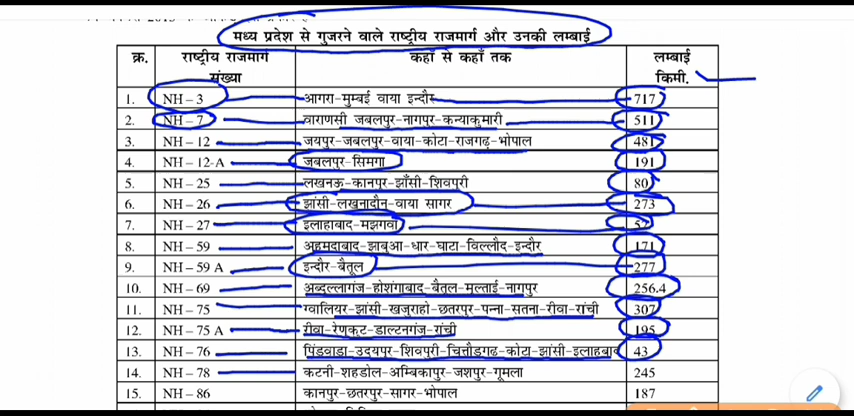 मध्य प्रदेश से गुजरने वाले राष्ट्रीय राजमार्ग और उनकी लम्बाई
क्र. राष्ट्रीय राजमार्ग संख्या कहाँ से कहाँ तक लम्बाई किमी.
1. NH – 3 आगरा-मुम्बई वाया इन्दौर 717
2. NH – 7 वाराणसी जबलपुर-नागपुर-कन्याकुमारी 511
3. NH – 12 जयपुर-जबलपुर-वाया-कोटा-राजगढ़-भोपाल 481
4. NH – 12-A जबलपुर-सिमगा 191
5. NH – 25 लखनऊ-कानपुर-झाँसी-शिवपुरी 80
6. NH – 26 झांसी-लखनादौन-वाया सागर 273
7. NH – 27 इलाहाबाद-मझगवां
8. NH – 59 अहमदाबाद-झाबुआ-धार-घाटा-विल्लौद-इन्दौर 171
9. NH – 59 A इन्दौर-बैतूल 277
10. NH – 69 अब्दल्लागंज-होशंगाबाद-बैतूल-मुल्ताई-नागपुर 256.4
11. NH – 75 ग्वालियर-झांसी-खजुराहो-छतरपुर-पन्ना-सतना-रीवा-रांची 307
12. NH – 75 A रीवा-रेणुकट-डाल्टनगंज-रांची 195
13. NH – 76 पिंडवाडा-उदयपुर-शिवपुरी-चित्तौड़गढ-कोटा-झांसी-इलाहबाद 43
14. NH – 78 कटनी-शहडोल-अम्बिकापुर-जशपुर-गूमला 245
15. NH – 86 कानपुर-छतरपुर-सागर-भोपाल 187